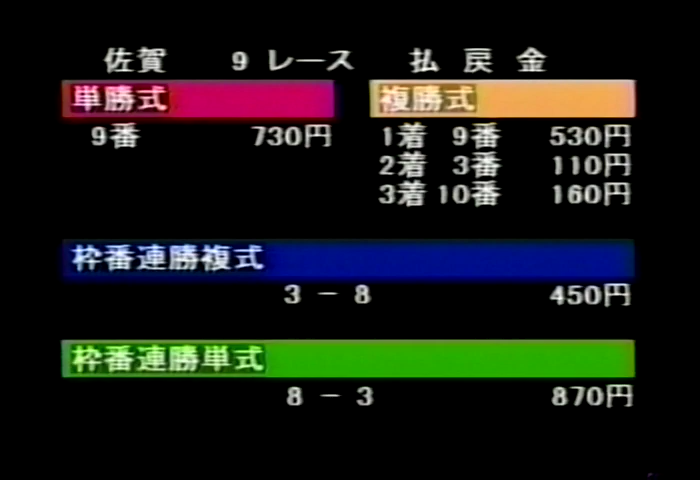 佐賀 9 レース 払 戻 金
単勝式 複勝式
9番 730円 1着 9番 530円
2着 3番 110円
3着 10番 160円
枠番連勝複式
3 － 8 450円
枠番連勝単式
8 － 3 870円